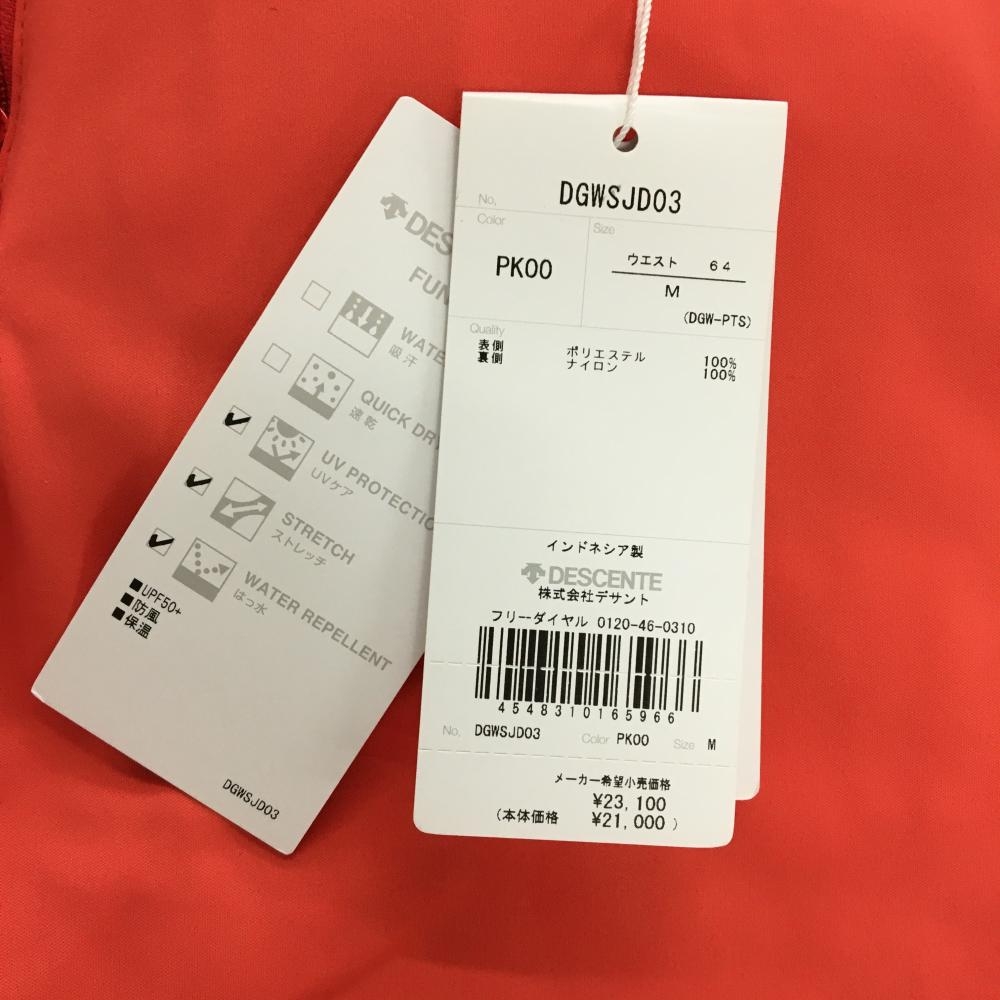 DES
FUN
WATE
吸汗
QUICK DRY
速乾
UV PROTECTIO
UVケア
STRETCH
ストレッチ
WATER REPELLENT
はっ水
■UPF50+
■防風
■保温
DGWSJD03
No. DGWSJD03
Color
PK00
Size
ウエスト 64
M
(DGW-PTS)
Quality
表側 ポリエステル 100%
裏側 ナイロン 100%
インドネシア製
DESCENTE
株式会社デサント
フリーダイヤル 0120-46-0310
4548310165966
No. DGWSJD03 Color PK00 Size M
メーカー希望小売価格
¥23,100
(本体価格 ¥21,000)